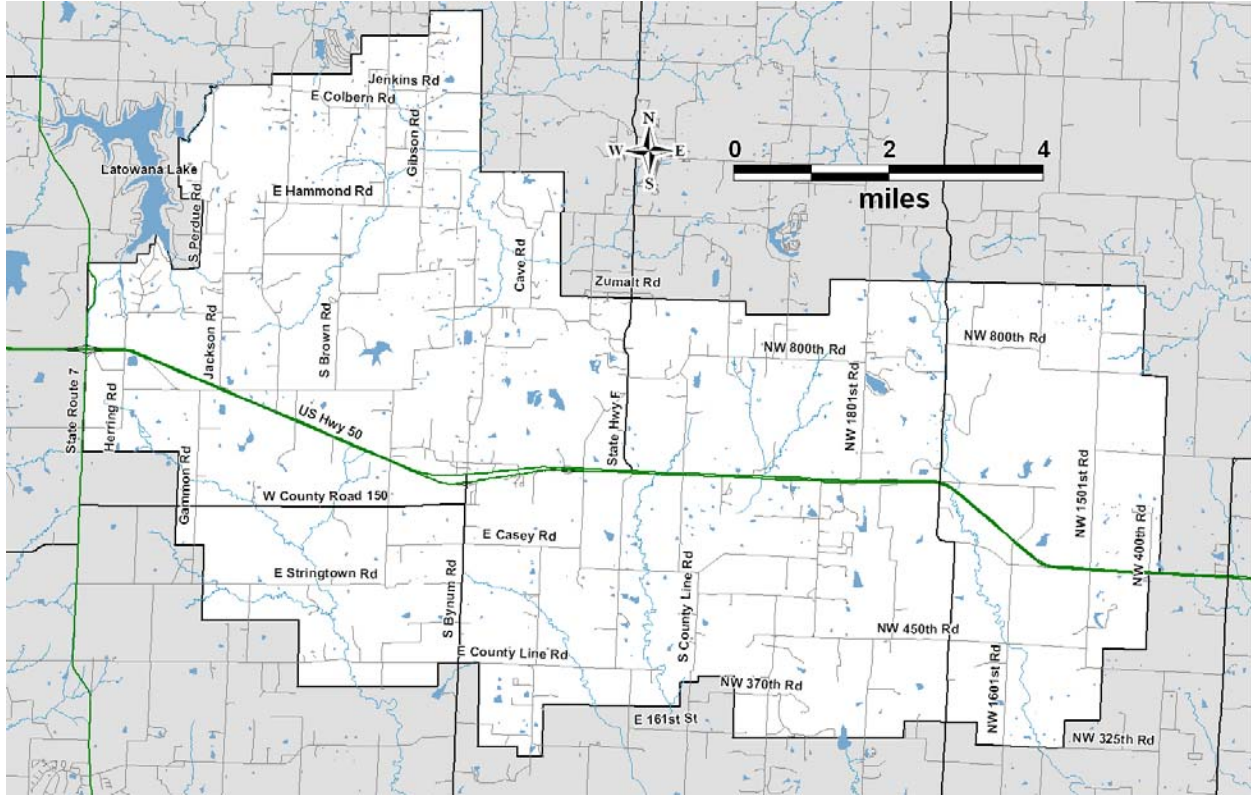 Jenkins Rd
E Colbern Rd
Gibson Rd
N
W E
S
0 2 4
miles
Latowana Lake
E Hammond Rd
S Perdue Rd
Cave Rd
Zumalt Rd
Jackson Rd
S Brown Rd
NW 800th Rd
NW 800th Rd
State Route 7
Herring Rd
US Hwy 50
State Hwy F
NW 1801st Rd
NW 1501st Rd
Gammon Rd
W County Road 150
E Casey Rd
NW 400th Rd
E Stringtown Rd
S Bynum Rd
S County Line Rd
NW 450th Rd
E County Line Rd
NW 1601st Rd
NW 370th Rd
E 161st St
NW 325th Rd